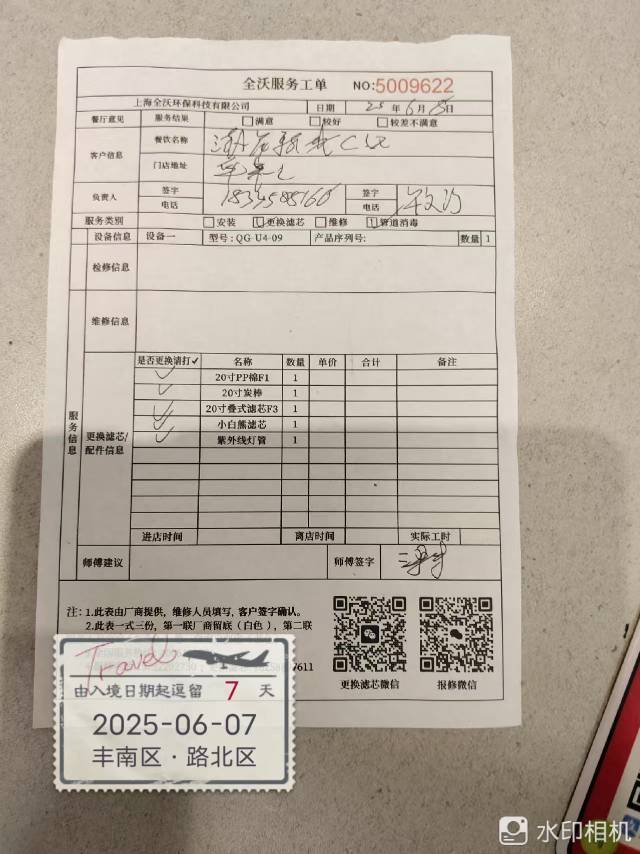 全沃服务工单 NO:5009622
上海全沃环保科技有限公司 日期 25 年 6 月 日
餐厅意见 服务结果 满意 较好 较差不满意
客户信息 餐饮名称
门店地址
负责人 签字 电话 签字 电话
服务类别 安装 更换滤芯 维修 管道消毒
设备信息 设备一 型号:QG-U4-09 产品序列号: 数量 1
检修信息
维修信息
服务信息
更换滤芯/配件信息
是否更换请打✓ 名称 数量 单价 合计 备注
✓ 20寸PP棉F1 1
✓ 20寸炭棒 1
✓ 20寸叠式滤芯F3 1
✓ 小白熊滤芯 1
✓ 紫外线灯管 1
进店时间 离店时间 实际工时
师傅建议 师傅签字
注: 1.此表由厂商提供，维修人员填写，客户签字确认。
2.此表一式三份，第一联厂商留底（白色），第二联
7611
更换滤芯微信 报修微信
Travel
由入境日期起逗留 7 天
2025-06-07
丰南区·路北区
水印相机